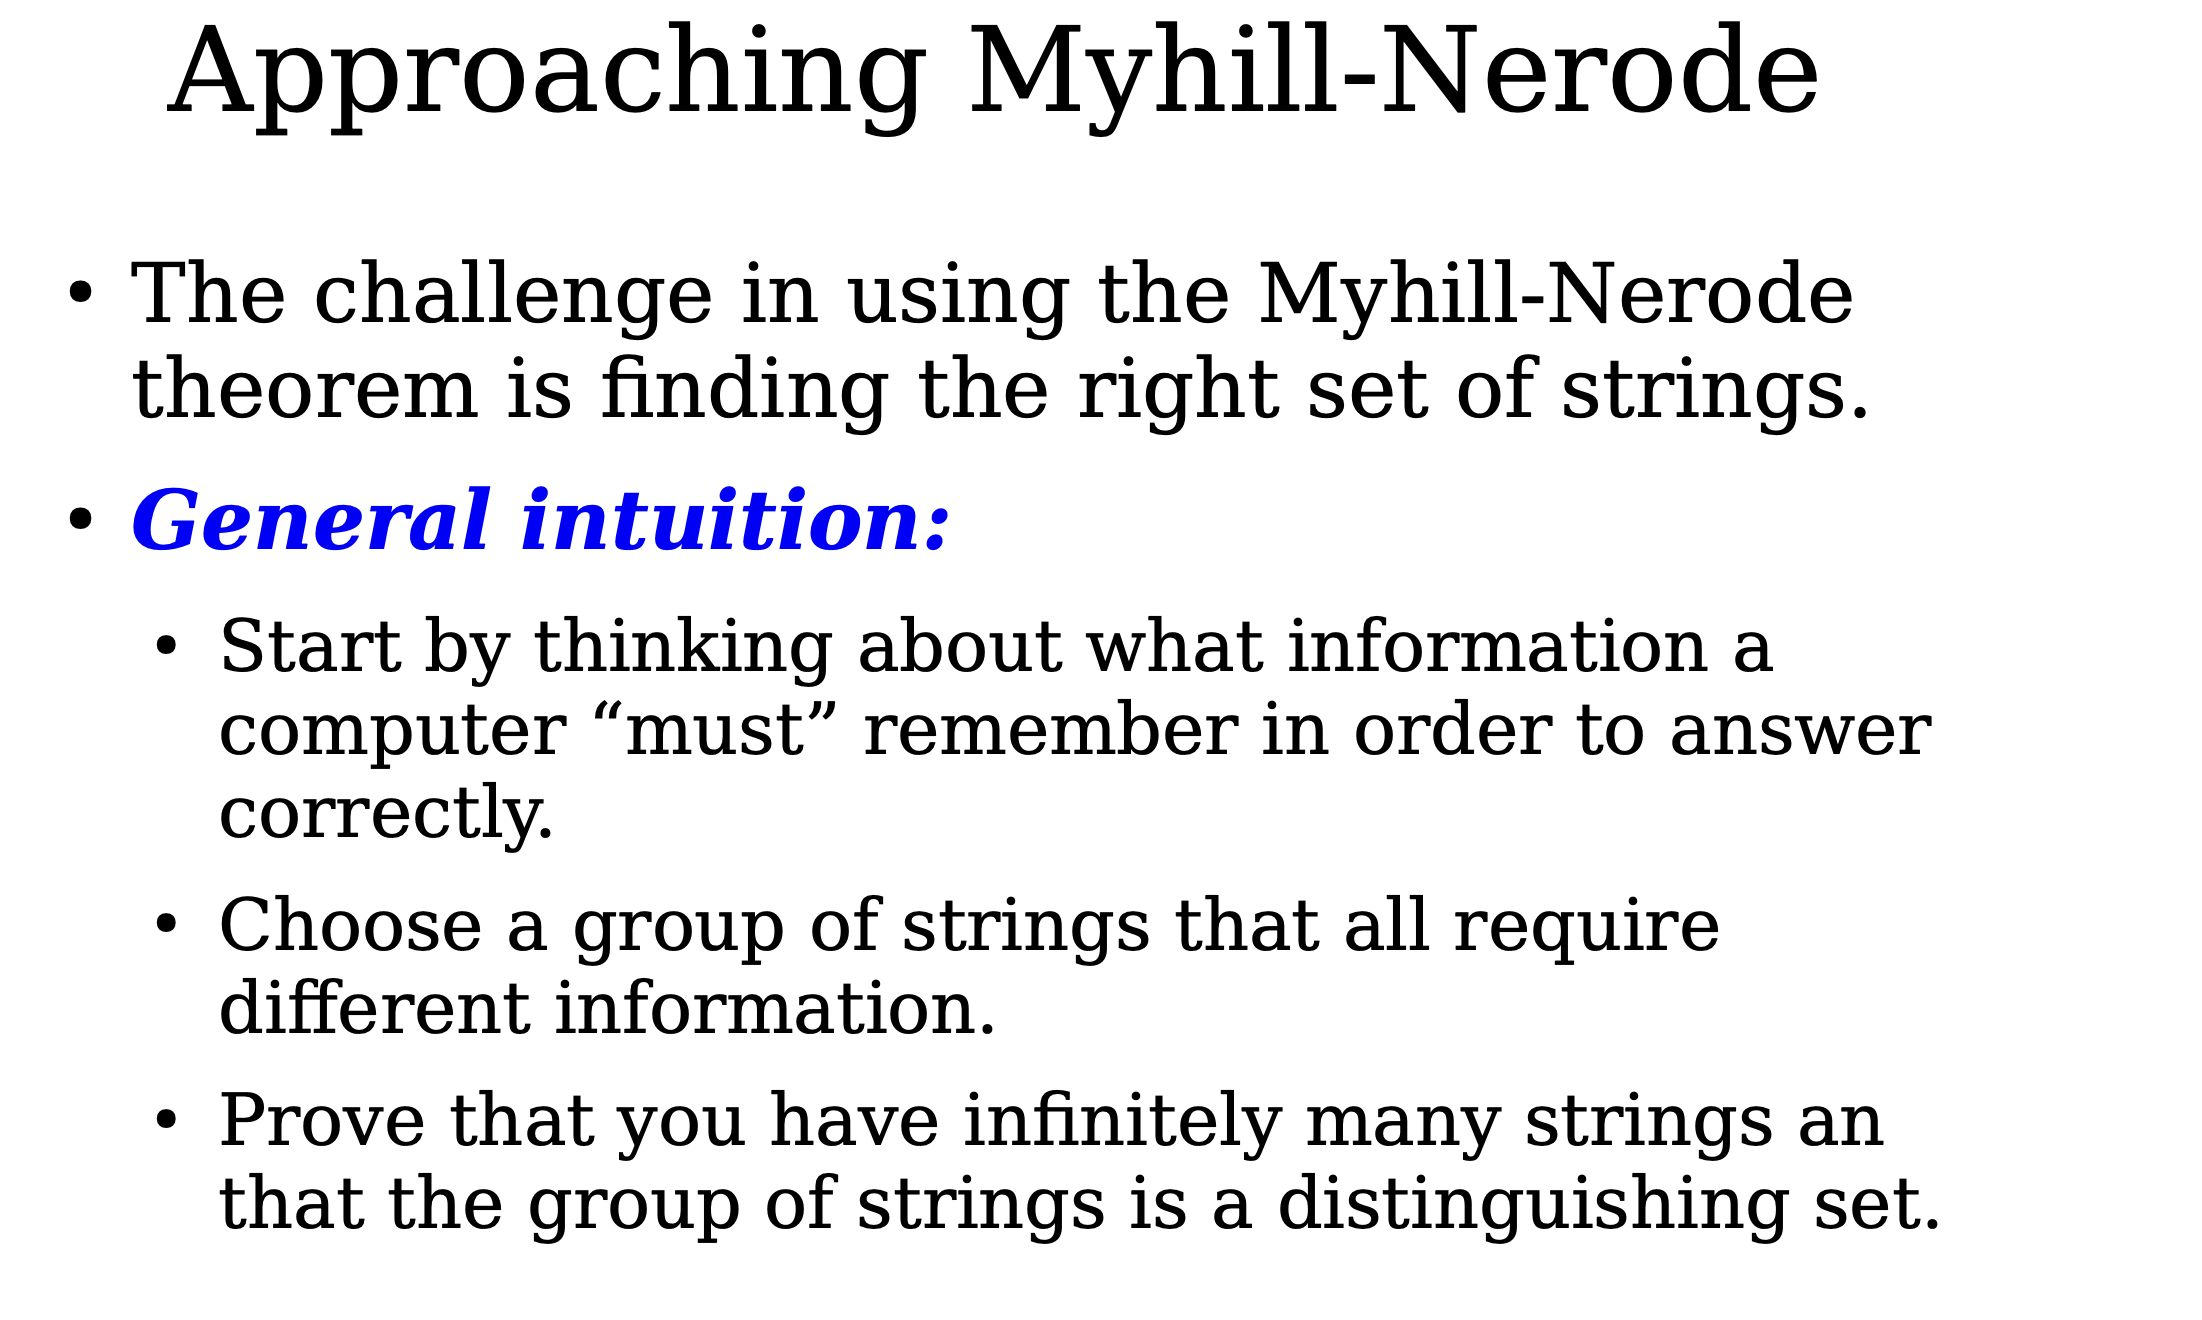 Approaching Myhill-Nerode
• The challenge in using the Myhill-Nerode
theorem is finding the right set of strings.
• General intuition:
• Start by thinking about what information a
computer “must” remember in order to answer
correctly.
• Choose a group of strings that all require
different information.
• Prove that you have infinitely many strings an
that the group of strings is a distinguishing set.